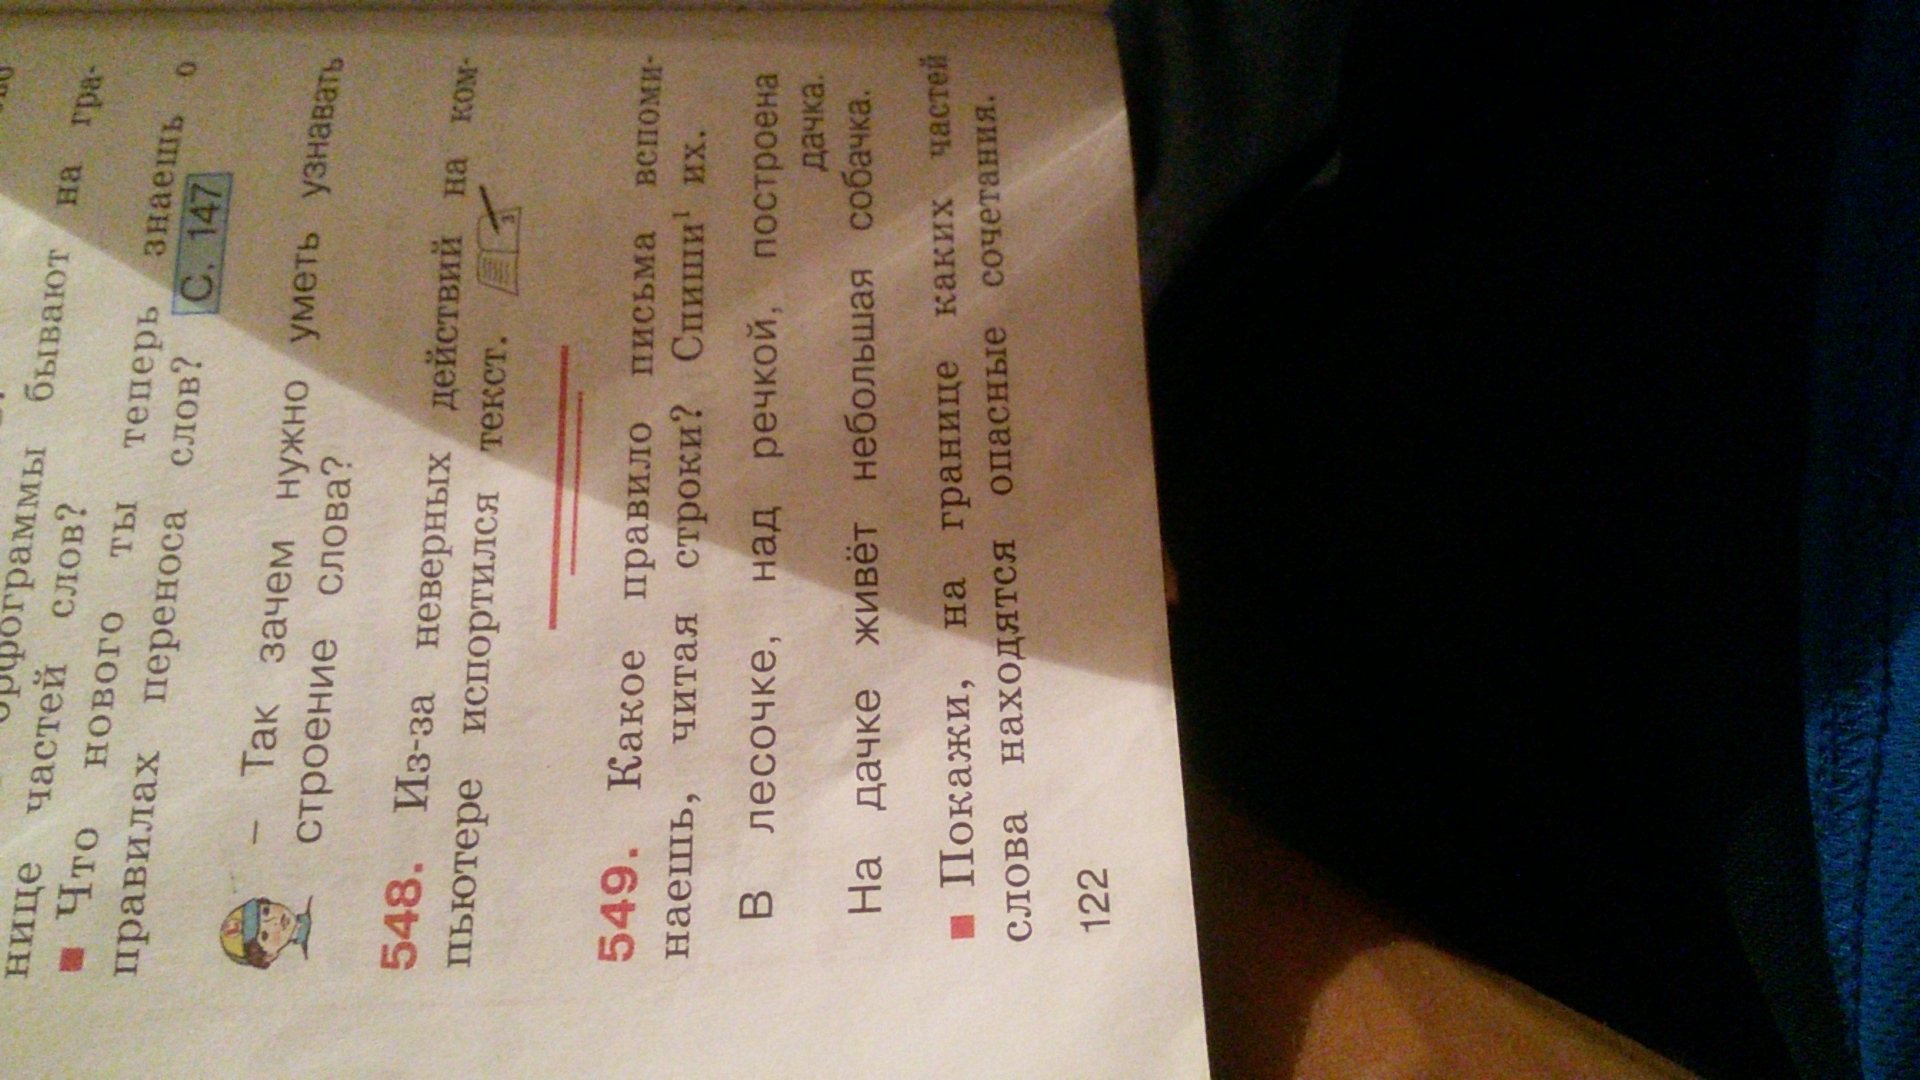 нице частей слов?
■ Что нового ты теперь знаешь о
правилах переноса слов? С. 147
– Так зачем нужно уметь узнавать
строение слова?
548. Из-за неверных действий на ком-
пьютере испортился текст. 3
549. Какое правило письма вспоми-
наешь, читая строки? Спиши¹ их.
В лесочке, над речкой, построена
дачка.
На дачке живёт небольшая собачка.
■ Покажи, на границе каких частей
слова находятся опасные сочетания.
122